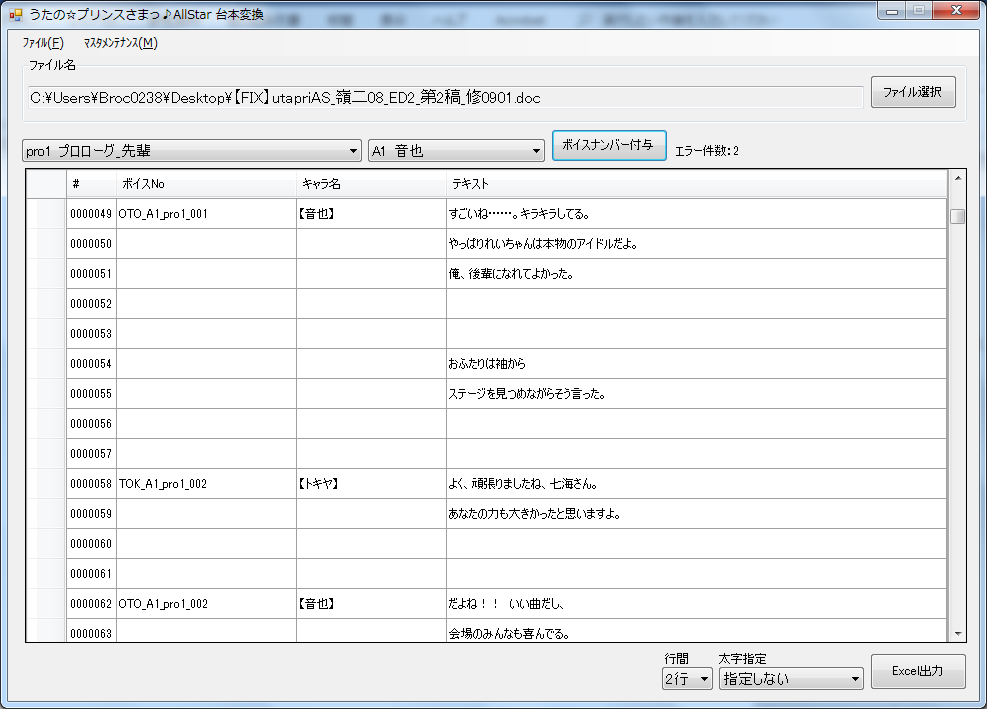 うたの☆プリンスさまっ♪AllStar 台本変換
ﾌｧｲﾙ(F) ﾏｽﾀﾒﾝﾃﾅﾝｽ(M)
ファイル名
C:¥Users¥Broc0238¥Desktop¥【FIX】utapriAS_嶺二08_ED2_第2稿_修0901.doc
ファイル選択
pro1 プロローグ_先輩
A1 音也
ボイスナンバー付与
エラー件数：2
# ボイスNo キャラ名 テキスト
0000049 OTO_A1_pro1_001 【音也】 すごいね……。キラキラしてる。
0000050 やっぱりれいちゃんは本物のアイドルだよ。
0000051 俺、後輩になれてよかった。
0000052
0000053
0000054 おふたりは袖から
0000055 ステージを見つめながらそう言った。
0000056
0000057
0000058 TOK_A1_pro1_002 【トキヤ】 よく、頑張りましたね、七海さん。
0000059 あなたの力も大きかったと思いますよ。
0000060
0000061
0000062 OTO_A1_pro1_002 【音也】 だよね！！　いい曲だし、
0000063 会場のみんなも喜んでる。
行間 太字指定
2行 指定しない
Excel出力